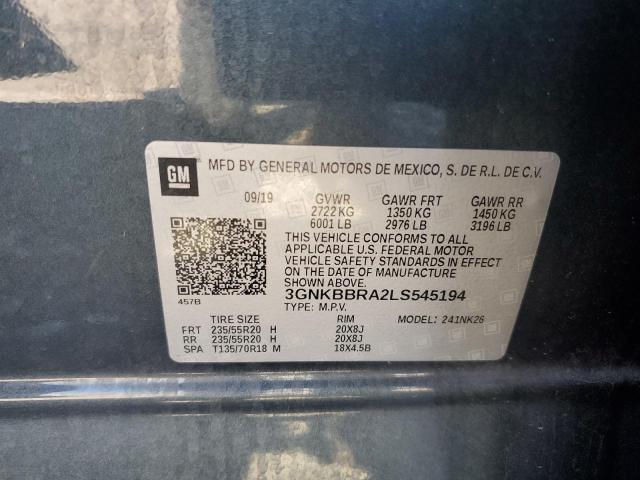 GM
MFD BY GENERAL MOTORS DE MEXICO, S. DE R.L. DE C.V.
09/19 GVWR GAWR FRT GAWR RR
2722 KG 1350 KG 1450 KG
6001 LB 2976 LB 3196 LB
THIS VEHICLE CONFORMS TO ALL
APPLICABLE U.S. FEDERAL MOTOR
VEHICLE SAFETY STANDARDS IN EFFECT
ON THE DATE OF MANUFACTURE
SHOWN ABOVE.
3GNKBBRA2LS545194
457B TYPE: M.P.V.
TIRE SIZE RIM MODEL: 241NK26
FRT 235/55R20 H 20X8J
RR 235/55R20 H 20X8J
SPA T135/70R18 M 18X4.5B